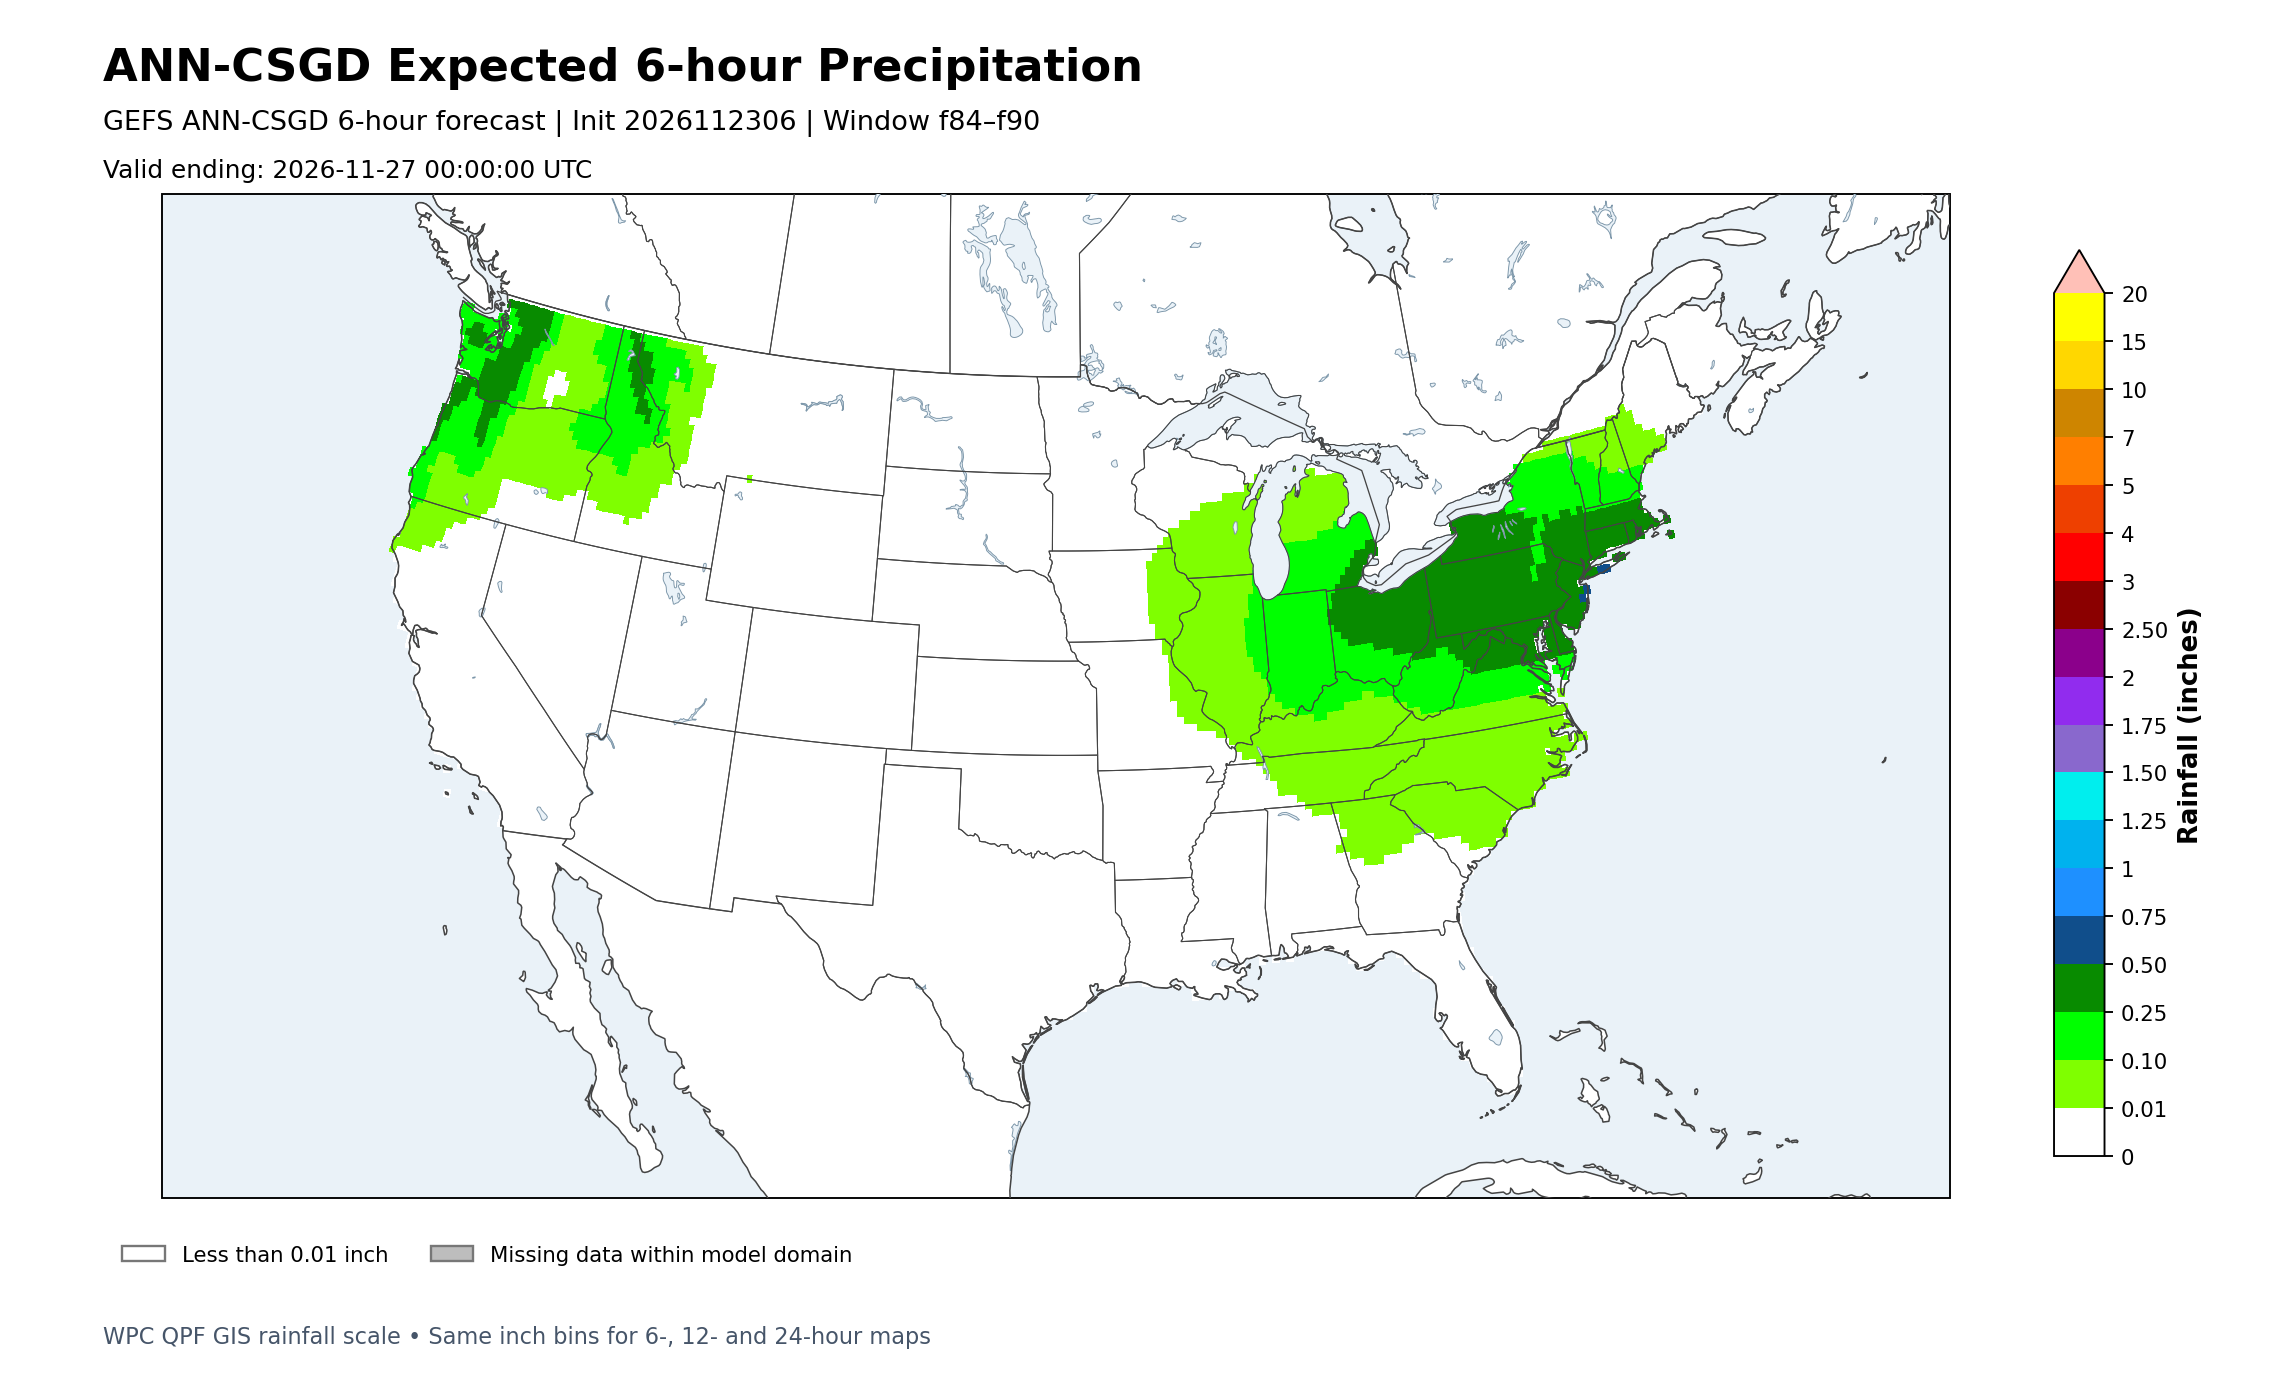 ANN-CSGD Expected 6-hour Precipitation
GEFS ANN-CSGD 6-hour forecast | Init 2026112306 | Window f84–f90
Valid ending: 2026-11-27 00:00:00 UTC
20
15
10
7
5
4
3
2.50
2
1.75
1.50
1.25
1
0.75
0.50
0.25
0.10
0.01
0
Rainfall (inches)
Less than 0.01 inch
Missing data within model domain
WPC QPF GIS rainfall scale • Same inch bins for 6-, 12- and 24-hour maps